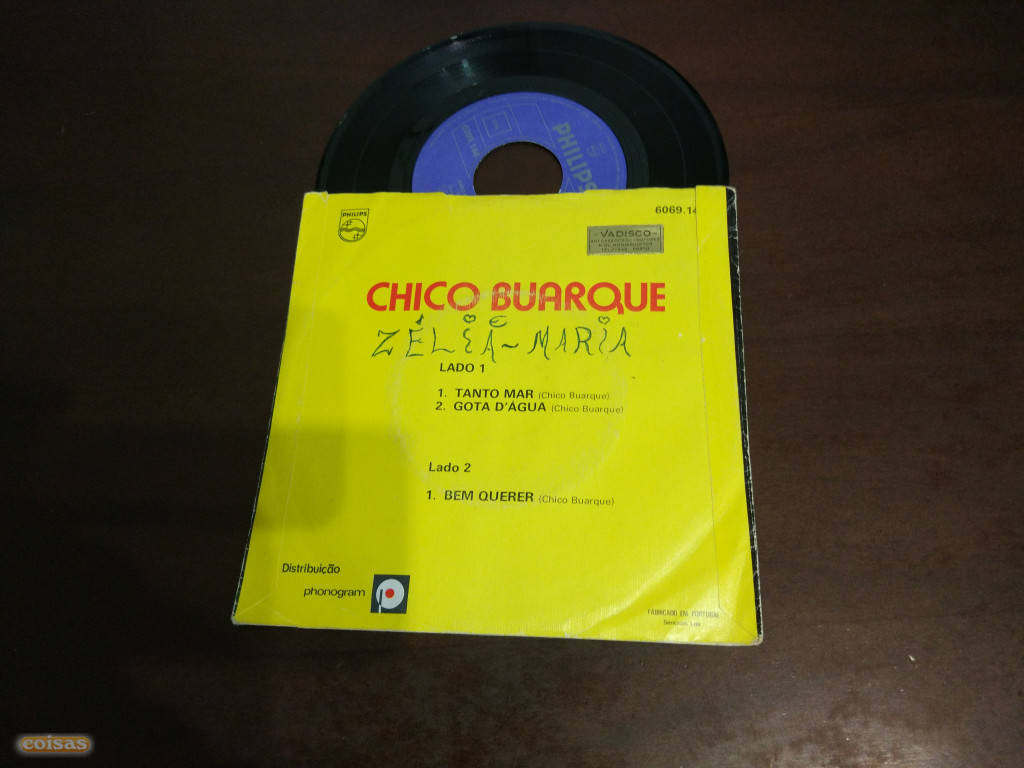 PHILIPS
PHILIPS
6069.14
-VADISCO-
CHICO BUARQUE
ZÉLIA-MARIA
LADO 1
1. TANTO MAR (Chico Buarque)
2. GOTA D'ÁGUA (Chico Buarque)
Lado 2
1. BEM QUERER (Chico Buarque)
Distribuição
phonogram
FABRICADO EM PORTUGAL
coisas